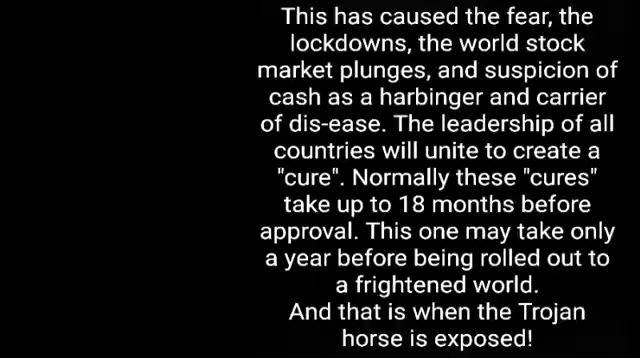 This has caused the fear, the
lockdowns, the world stock
market plunges, and suspicion of
cash as a harbinger and carrier
of dis-ease. The leadership of all
countries will unite to create a
"cure". Normally these "cures"
take up to 18 months before
approval. This one may take only
a year before being rolled out to
a frightened world.
And that is when the Trojan
horse is exposed!